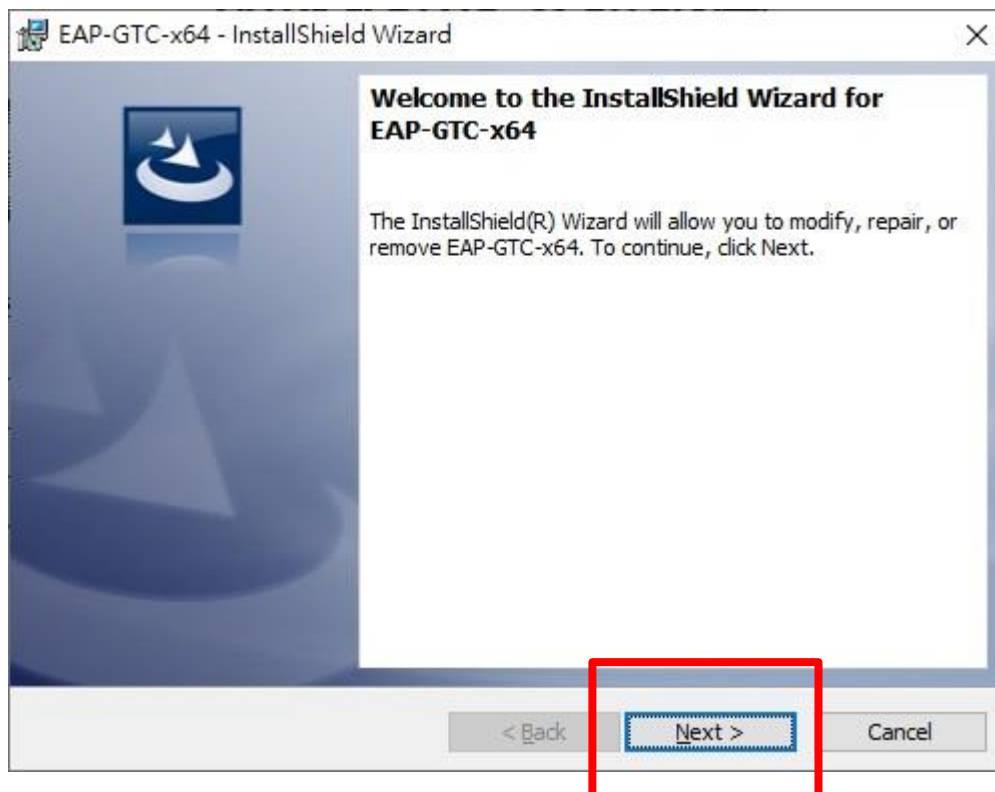 EAP-GTC-x64 - InstallShield Wizard
Welcome to the InstallShield Wizard for
EAP-GTC-x64
The InstallShield(R) Wizard will allow you to modify, repair, or
remove EAP-GTC-x64. To continue, click Next.
< Back
Next >
Cancel